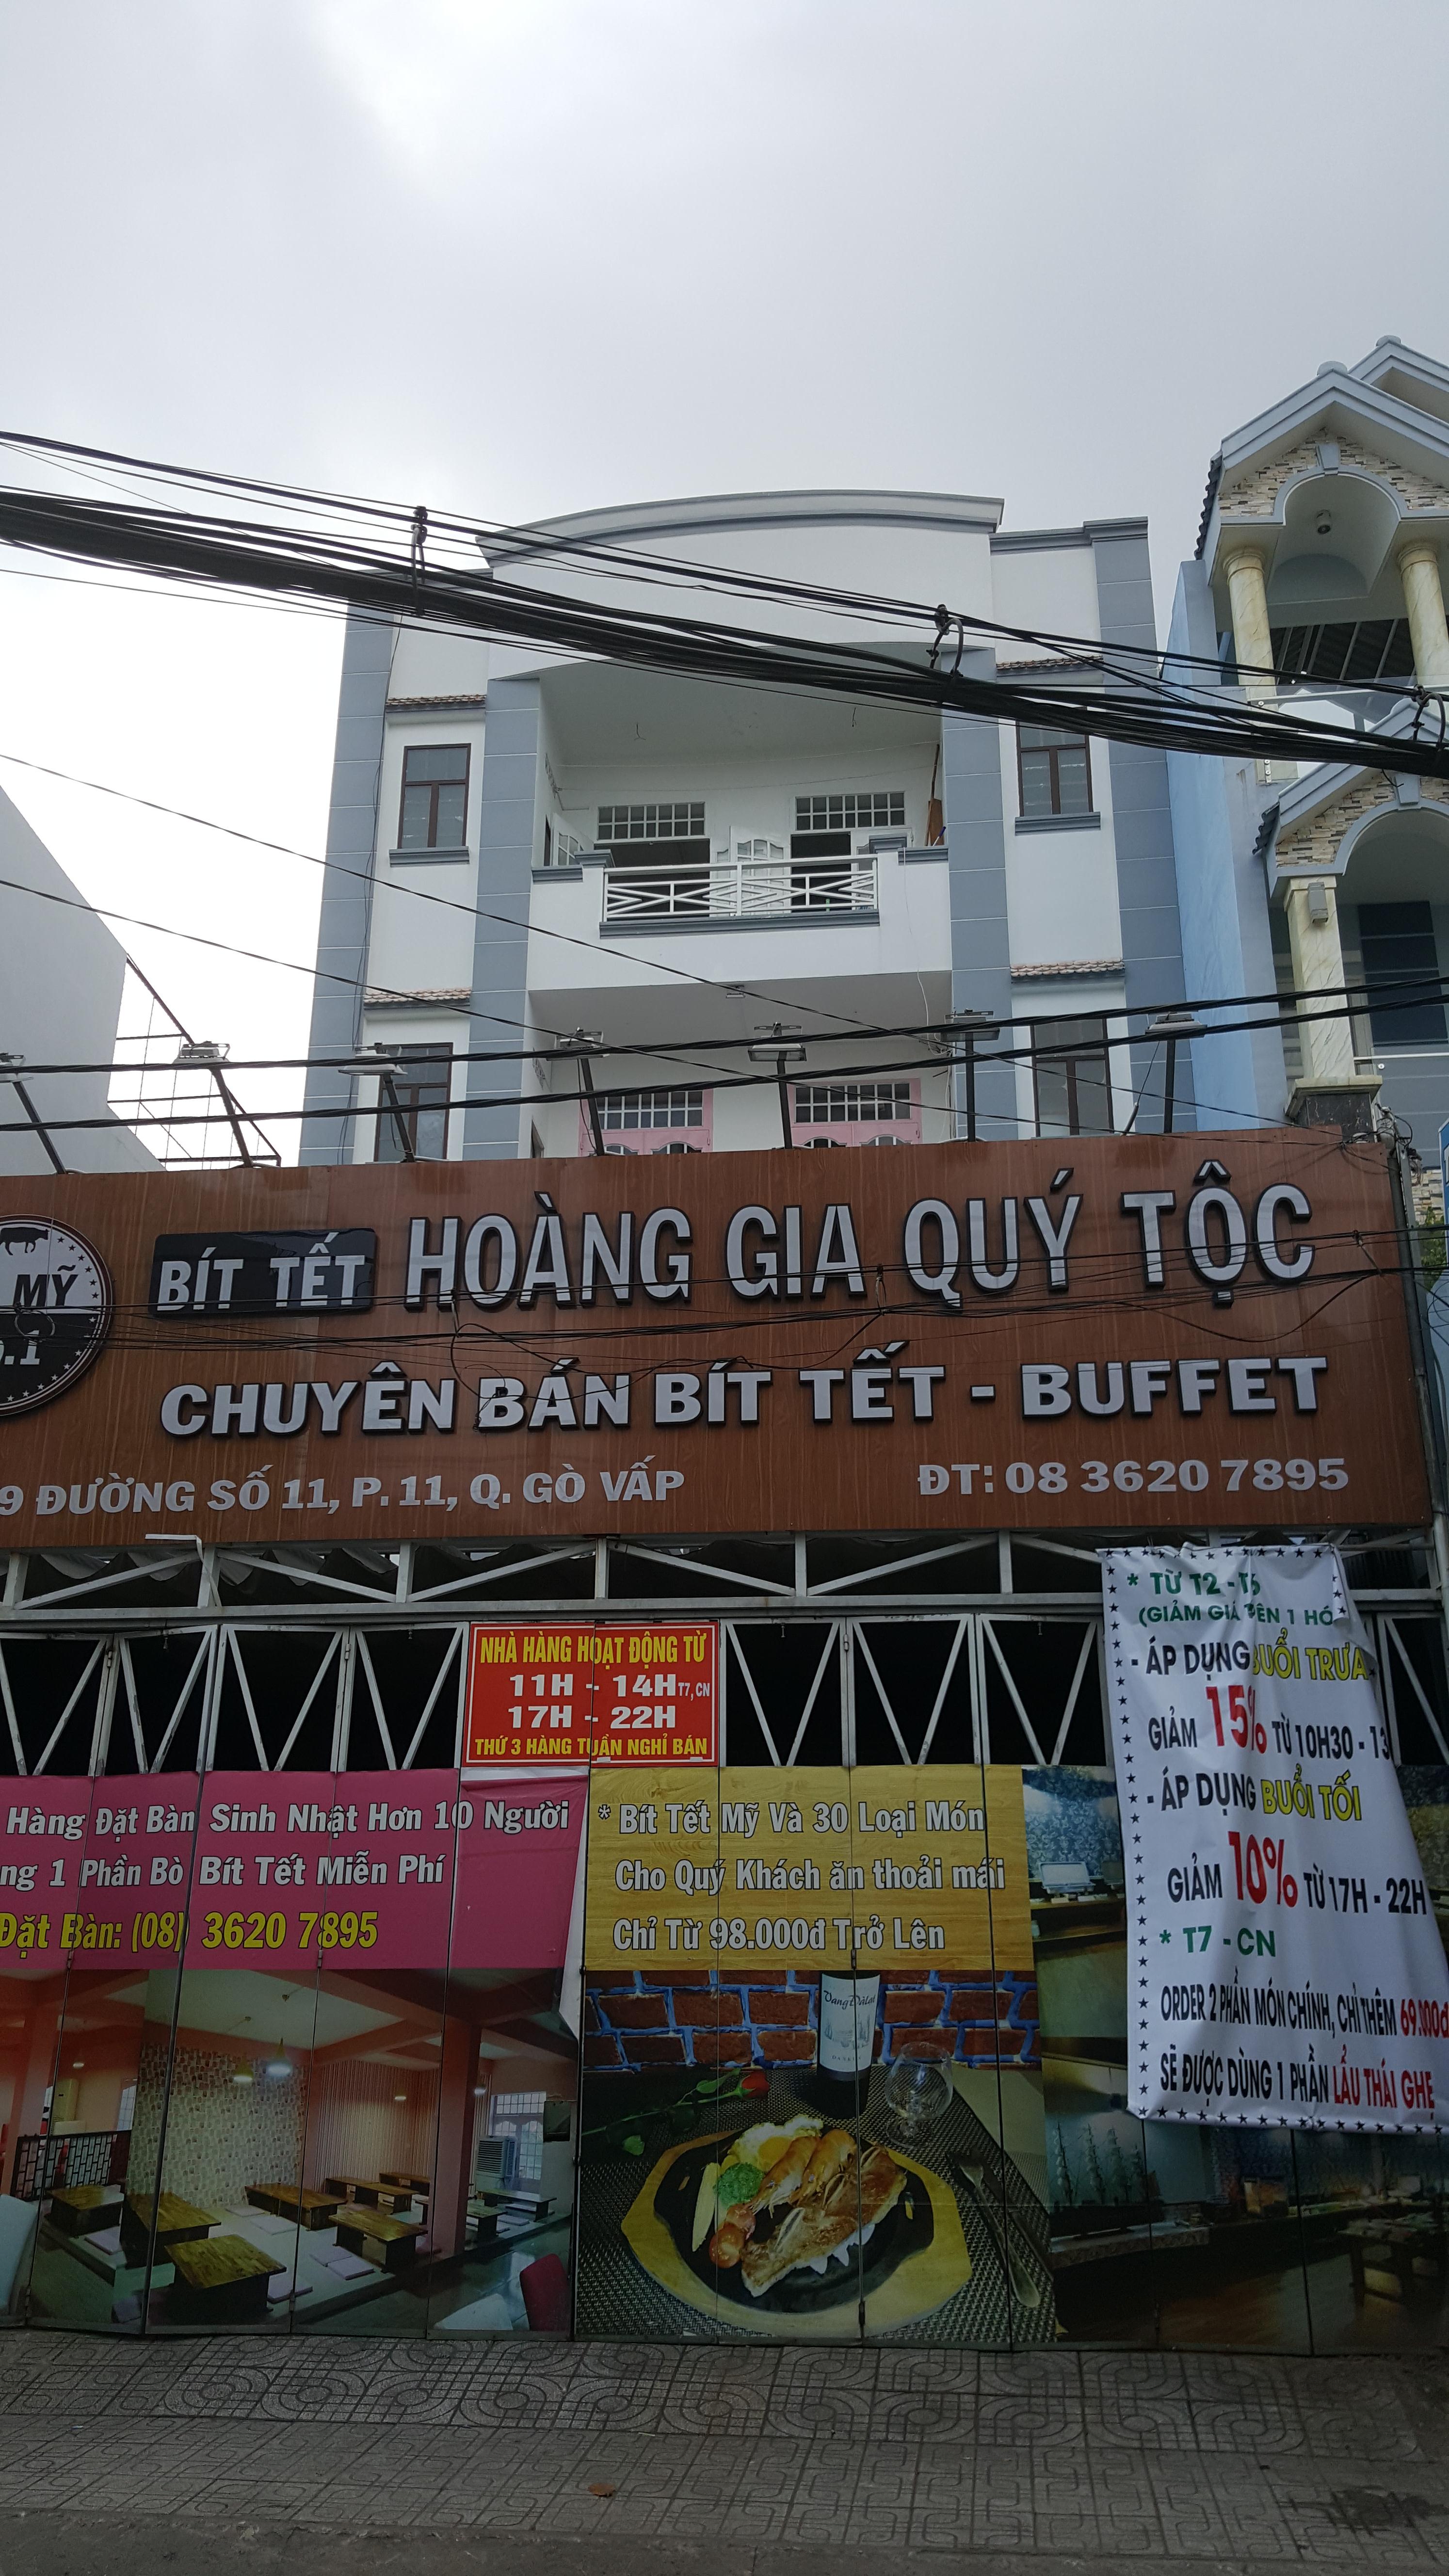 MỸ
BÍT TẾT HOÀNG GIA QUÝ TỘC
CHUYÊN BÁN BÍT TẾT - BUFFET
9 ĐƯỜNG SỐ 11, P. 11, Q. GÒ VẤP
ĐT: 08 3620 7895
NHÀ HÀNG HOẠT ĐỘNG TỪ
11H - 14H T7, CN
17H - 22H
THỨ 3 HÀNG TUẦN NGHỈ BÁN
* TỪ T2 - T6
(GIẢM GIÁ TRÊN 1 HÓ
- ÁP DỤNG BUỔI TRƯA
GIẢM 15% TỪ 10H30 - 13
- ÁP DỤNG BUỔI TỐI
GIẢM 10% TỪ 17H - 22H
* T7 - CN
ORDER 2 PHẦN MÓN CHÍNH, CHỈ THÊM 69.000đ
SẼ ĐƯỢC DÙNG 1 PHẦN LẨU THÁI GHẸ
Hàng Đặt Bàn Sinh Nhật Hơn 10 Người
ng 1 Phần Bò Bít Tết Miễn Phí
Đặt Bàn: (08) 3620 7895
* Bít Tết Mỹ Và 30 Loại Món
Cho Quý Khách ăn thoải mái
Chỉ Từ 98.000đ Trở Lên